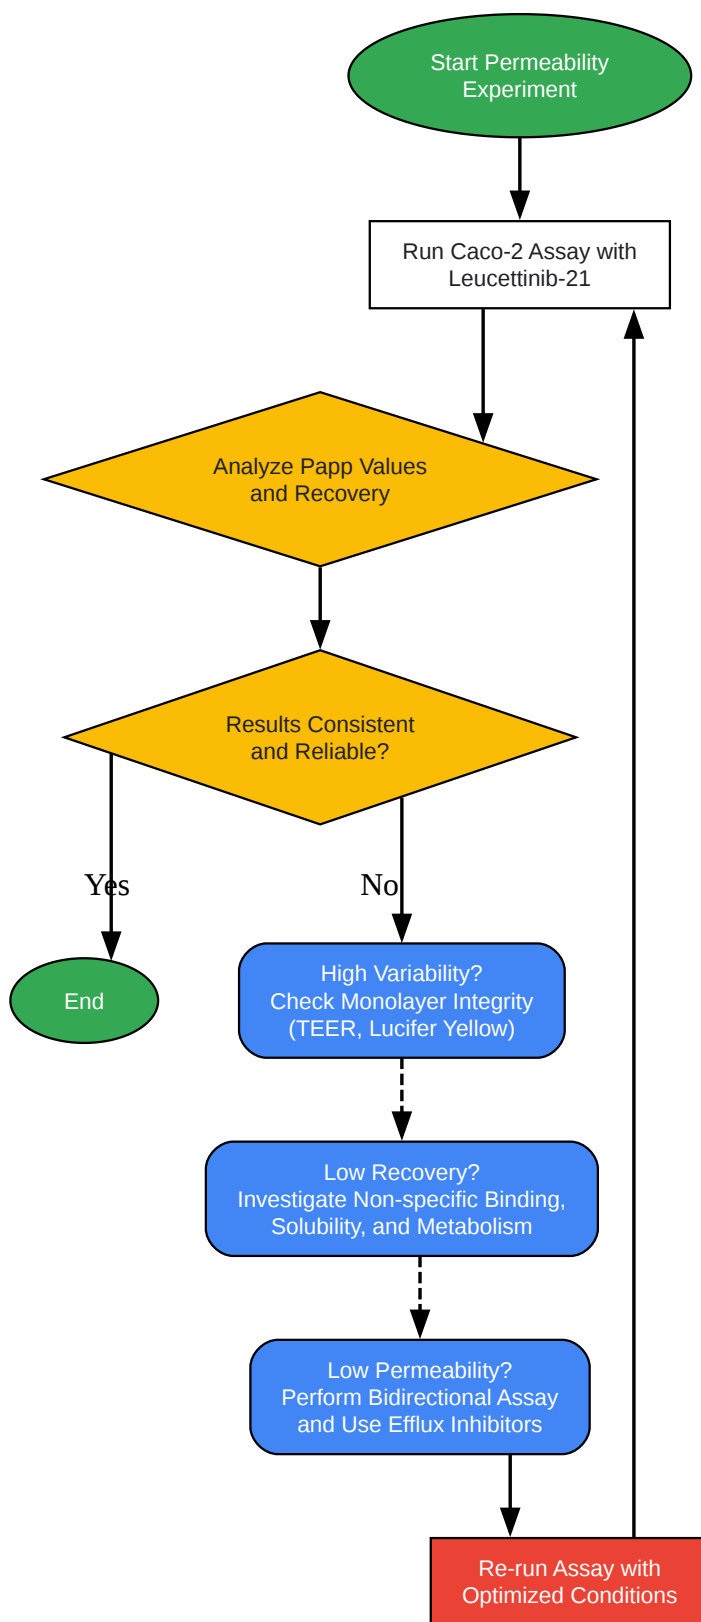 Start Permeability
Experiment
Run Caco-2 Assay with
Leucettinib-21
Analyze Papp Values
and Recovery
Results Consistent
and Reliable?
Yes
No
High Variability?
Check Monolayer Integrity
(TEER, Lucifer Yellow)
End
Low Recovery?
Investigate Non-specific Binding,
Solubility, and Metabolism
Low Permeability?
Perform Bidirectional Assay
and Use Efflux Inhibitors
Re-run Assay with
Optimized Conditions